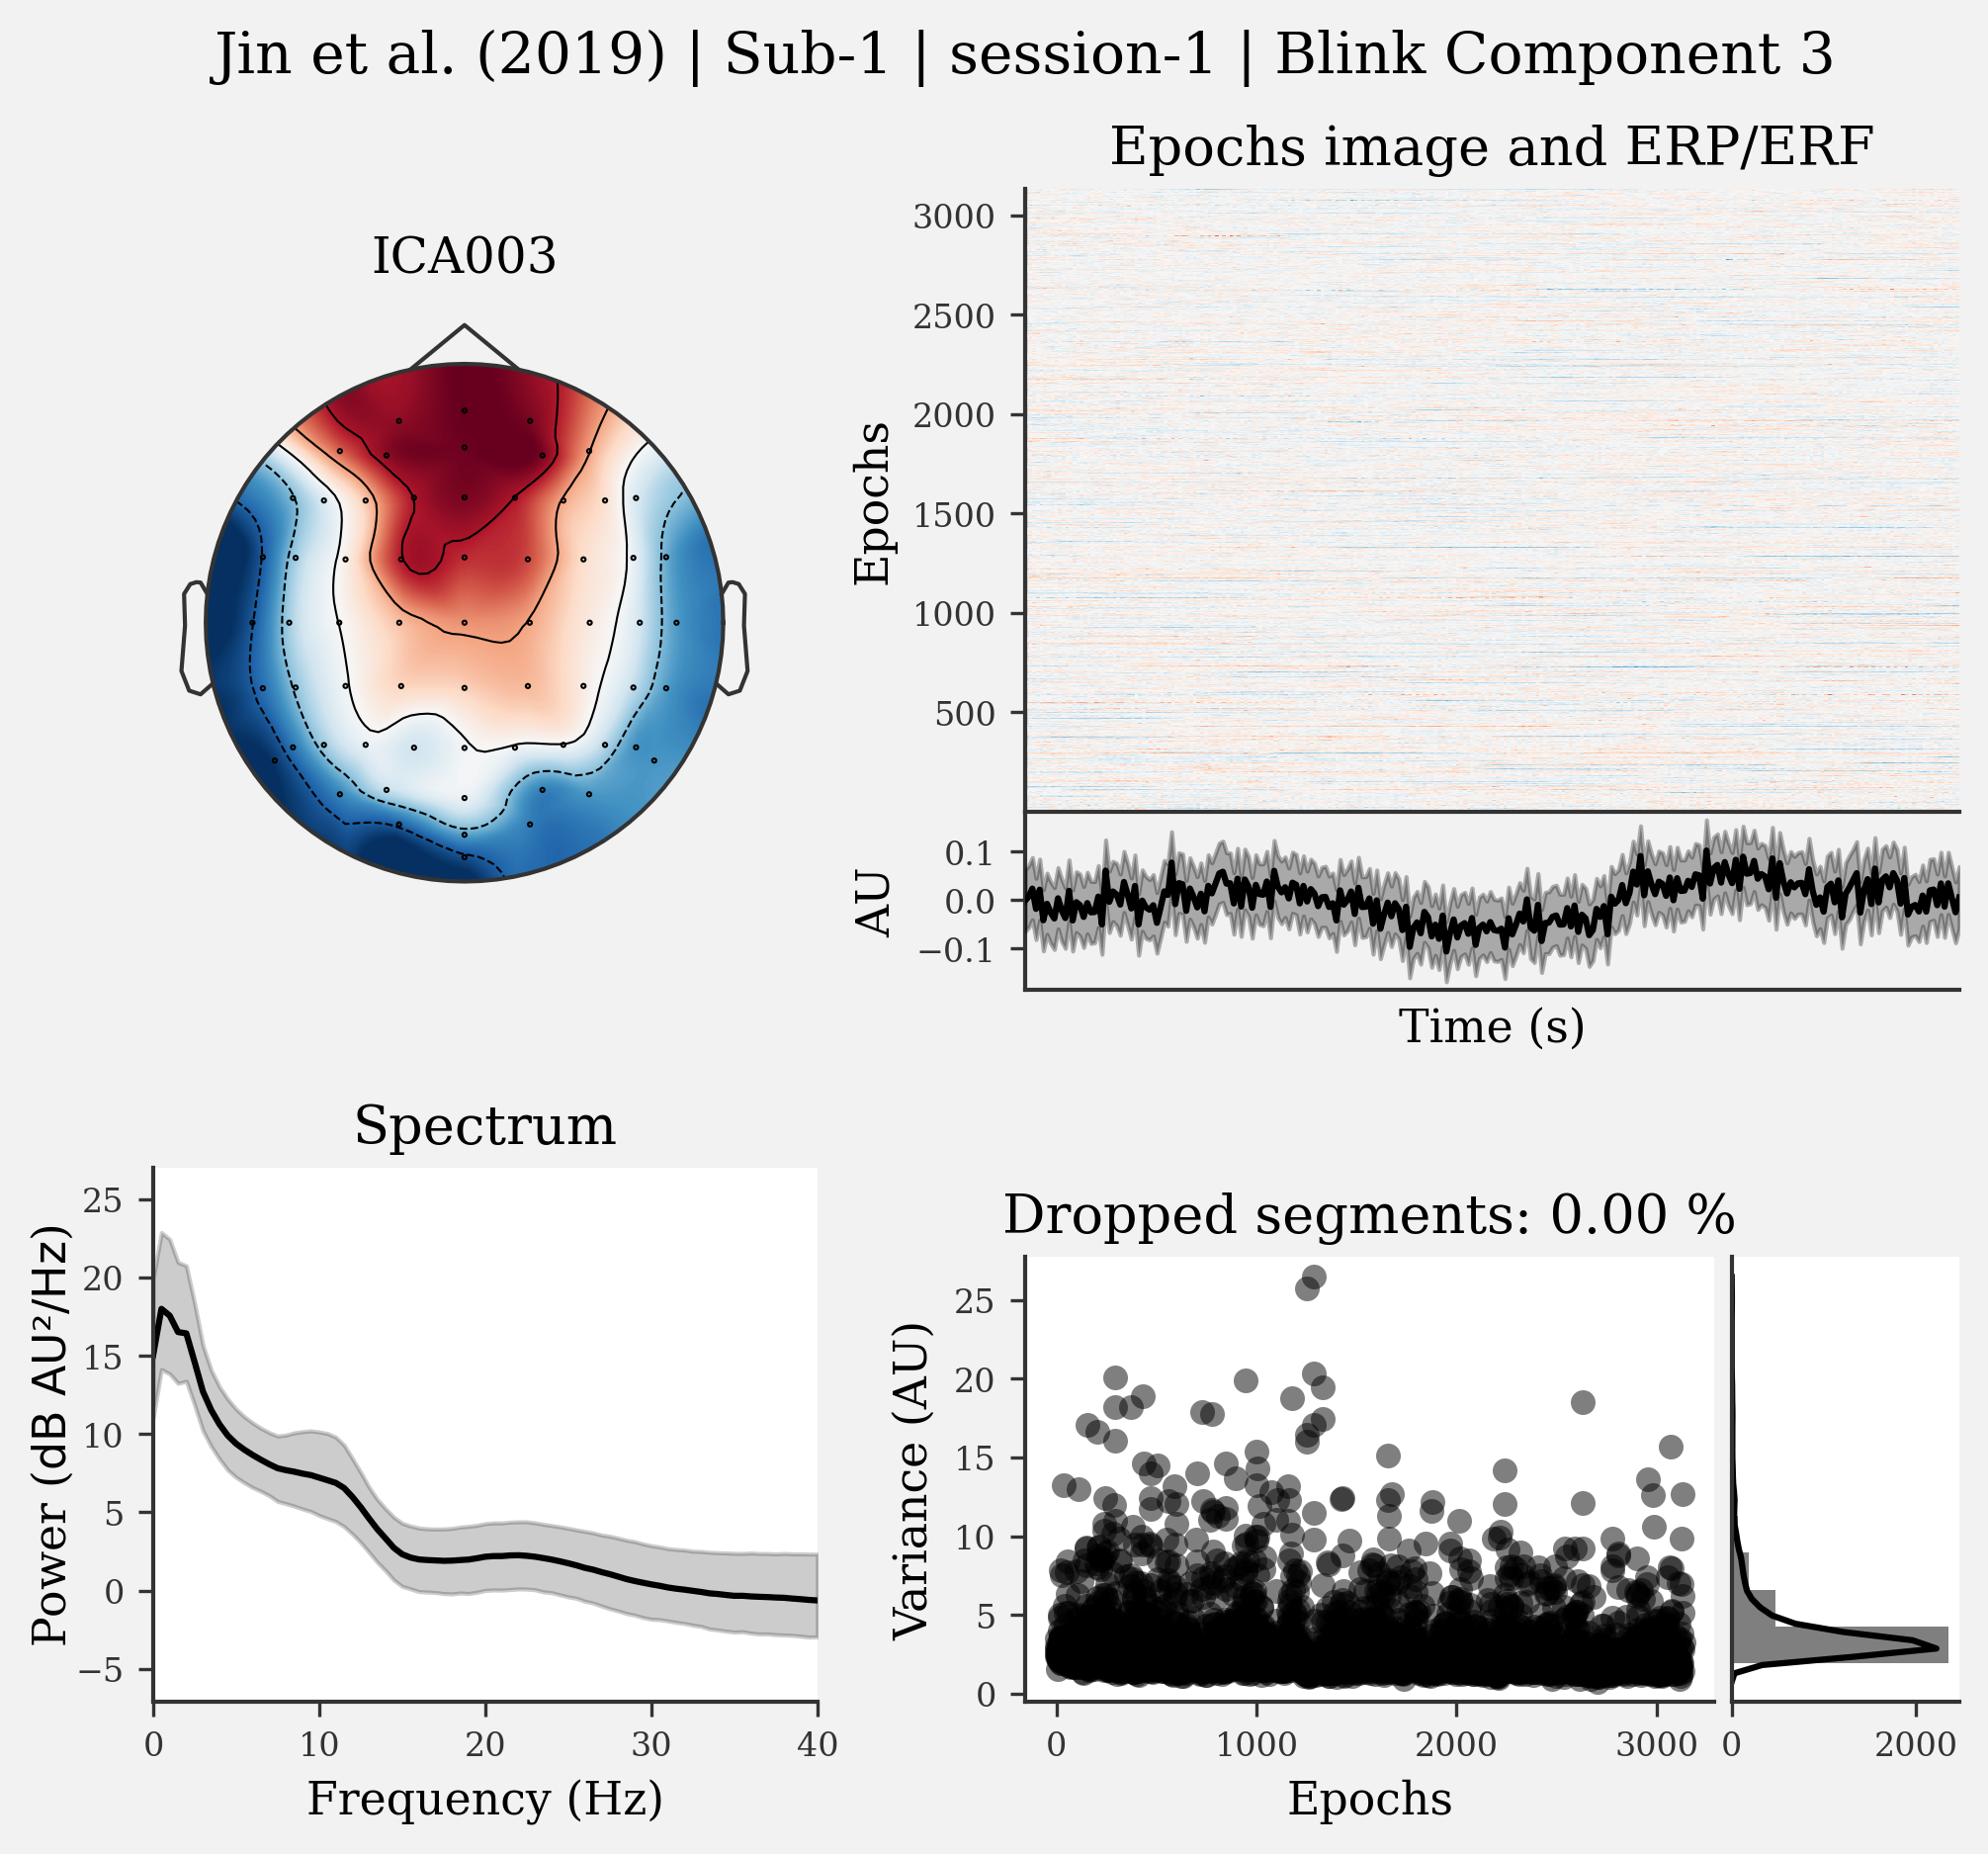 Jin et al. (2019) | Sub-1 | session-1 | Blink Component 3
ICA003
Epochs image and ERP/ERF
3000
2500
2000
1500
1000
500
Epochs
0.1
0.0
−0.1
AU
Time (s)
Spectrum
25
20
15
10
5
0
−5
Power (dB AU²/Hz)
0 10 20 30 40
Frequency (Hz)
Dropped segments: 0.00 %
25
20
15
10
5
0
Variance (AU)
0 1000 2000 3000
Epochs
0 2000